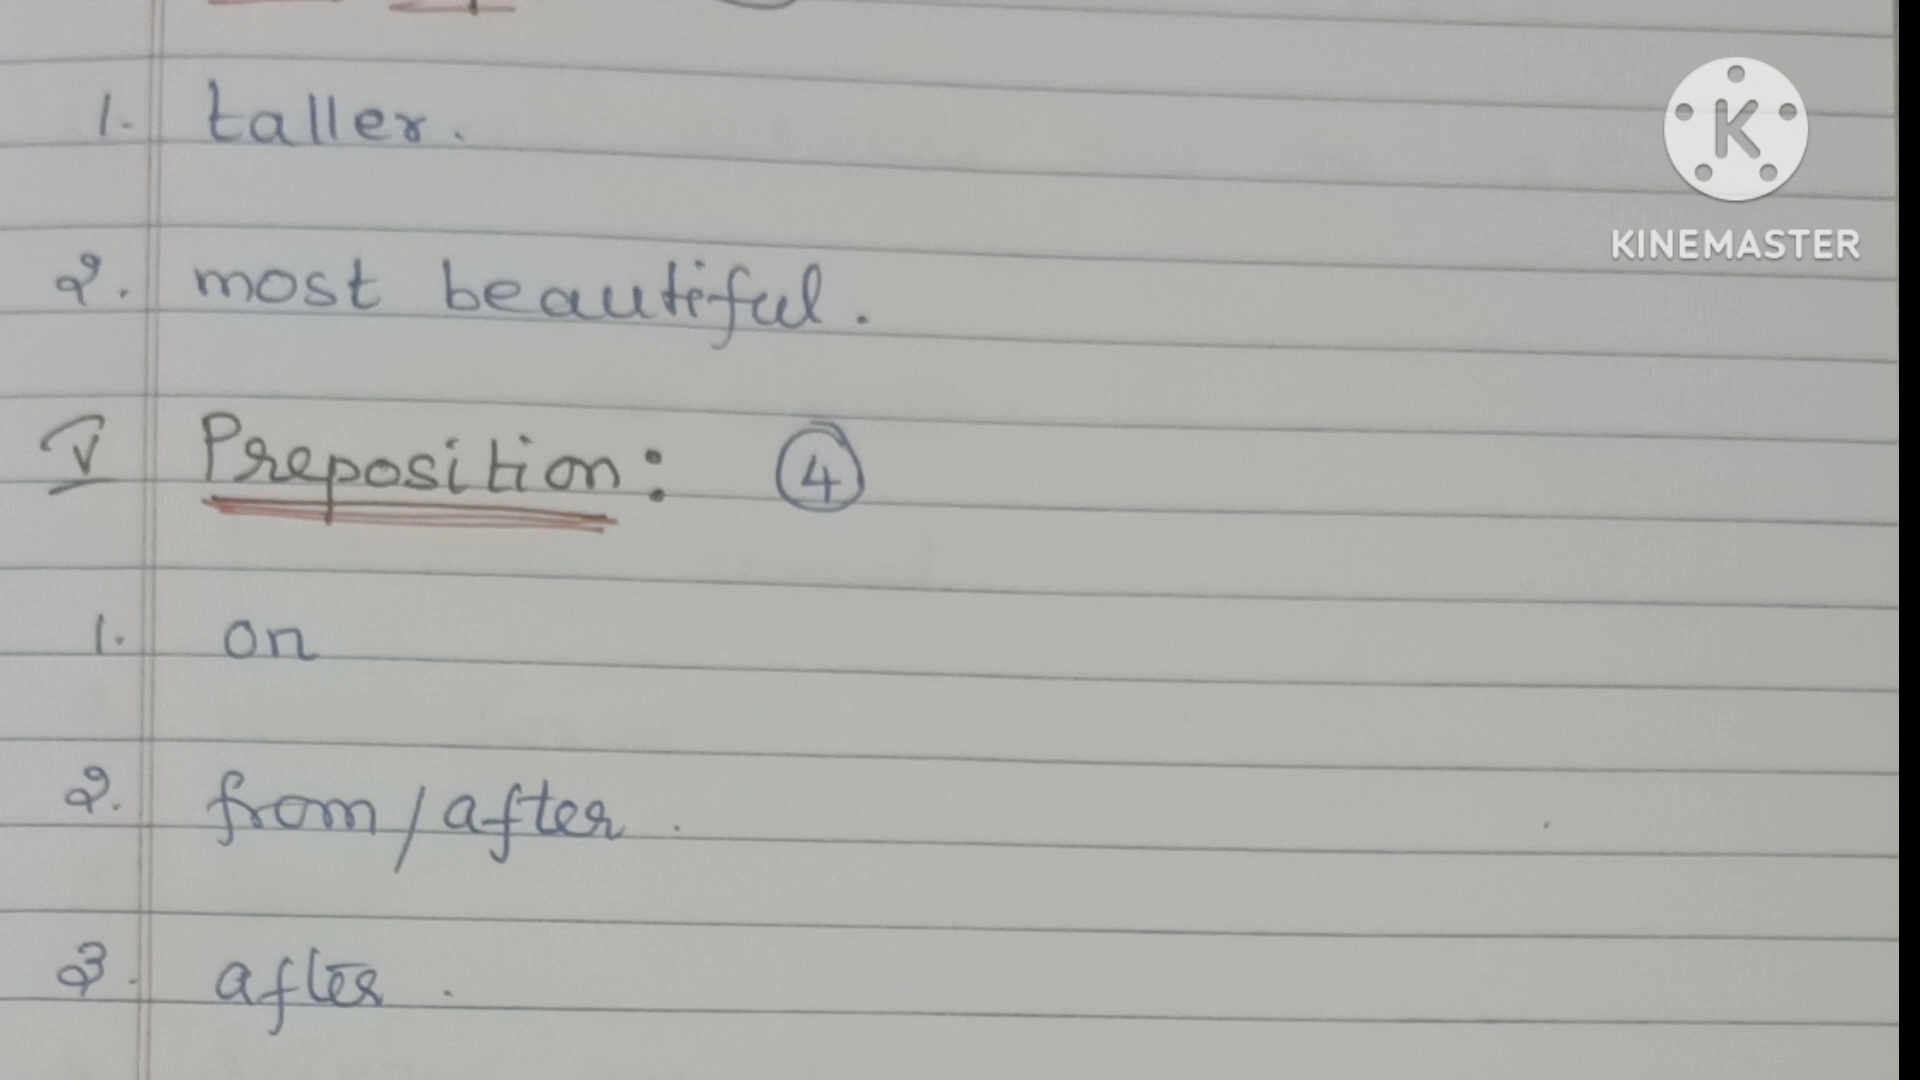 1. taller.
K
KINEMASTER
2. most beautiful.
V Preposition: 4
1. on
2. from/after.
3. after.